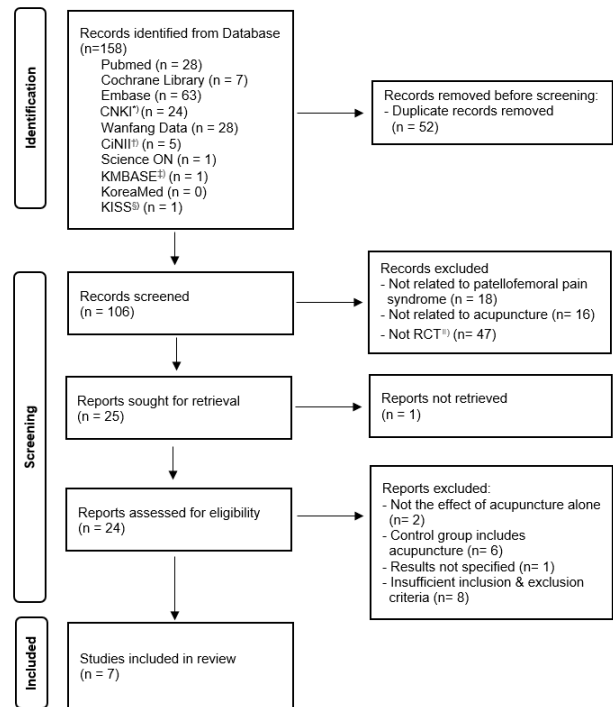 Identification
Records identified from Database
(n=158)
Pubmed (n = 28)
Cochrane Library (n = 7)
Embase (n = 63)
CNKI*) (n = 24)
Wanfang Data (n = 28)
CiNII†) (n = 5)
Science ON (n = 1)
KMBASE‡) (n = 1)
KoreaMed (n = 0)
KISS§) (n = 1)
Records removed before screening:
- Duplicate records removed
(n = 52)
Screening
Records screened
(n = 106)
Records excluded
- Not related to patellofemoral pain
syndrome (n = 18)
- Not related to acupuncture (n= 16)
- Not RCT∥) (n= 47)
Reports sought for retrieval
(n = 25)
Reports not retrieved
(n = 1)
Reports assessed for eligibility
(n = 24)
Reports excluded:
- Not the effect of acupuncture alone
(n= 2)
- Control group includes
acupuncture (n= 6)
- Results not specified (n= 1)
- Insufficient inclusion & exclusion
criteria (n= 8)
Included
Studies included in review
(n = 7)